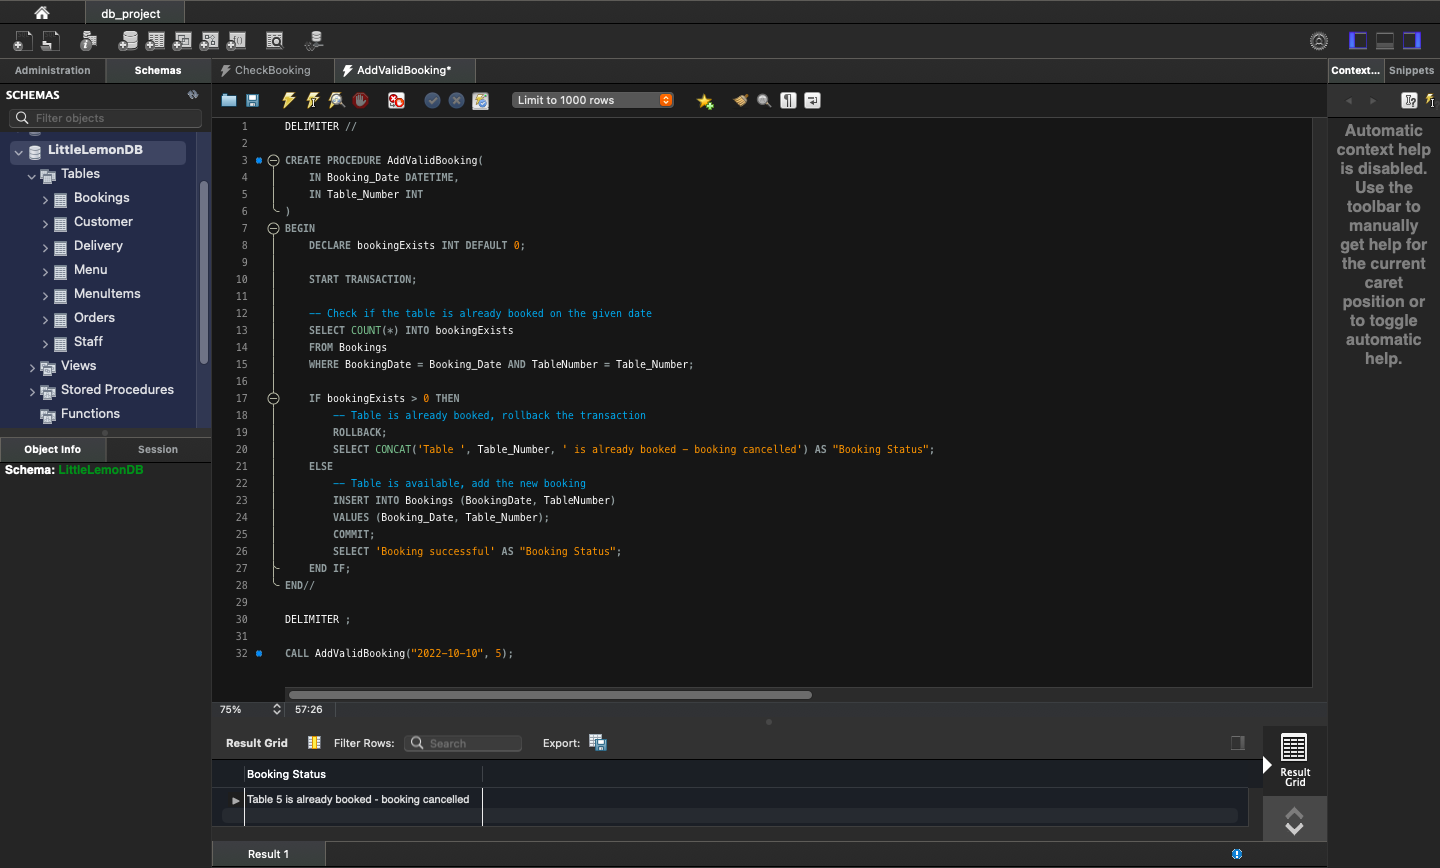 db_project
Administration
Schemas
CheckBooking
AddValidBooking*
Context...
Snippets
SCHEMAS
Filter objects
LittleLemonDB
Tables
Bookings
Customer
Delivery
Menu
MenuItems
Orders
Staff
Views
Stored Procedures
Functions
Object Info
Session
Schema: LittleLemonDB
Limit to 1000 rows
1 DELIMITER //
2
3 CREATE PROCEDURE AddValidBooking(
4 IN Booking_Date DATETIME,
5 IN Table_Number INT
6 )
7 BEGIN
8 DECLARE bookingExists INT DEFAULT 0;
9
10 START TRANSACTION;
11
12 -- Check if the table is already booked on the given date
13 SELECT COUNT(*) INTO bookingExists
14 FROM Bookings
15 WHERE BookingDate = Booking_Date AND TableNumber = Table_Number;
16
17 IF bookingExists > 0 THEN
18 -- Table is already booked, rollback the transaction
19 ROLLBACK;
20 SELECT CONCAT('Table ', Table_Number, ' is already booked - booking cancelled') AS "Booking Status";
21 ELSE
22 -- Table is available, add the new booking
23 INSERT INTO Bookings (BookingDate, TableNumber)
24 VALUES (Booking_Date, Table_Number);
25 COMMIT;
26 SELECT 'Booking successful' AS "Booking Status";
27 END IF;
28 END//
29
30 DELIMITER ;
31
32 CALL AddValidBooking("2022-10-10", 5);
75%
57:26
Automatic
context help
is disabled.
Use the
toolbar to
manually
get help for
the current
caret
position or
to toggle
automatic
help.
Result Grid
Filter Rows:
Search
Export:
Booking Status
Table 5 is already booked - booking cancelled
Result
Grid
Result 1